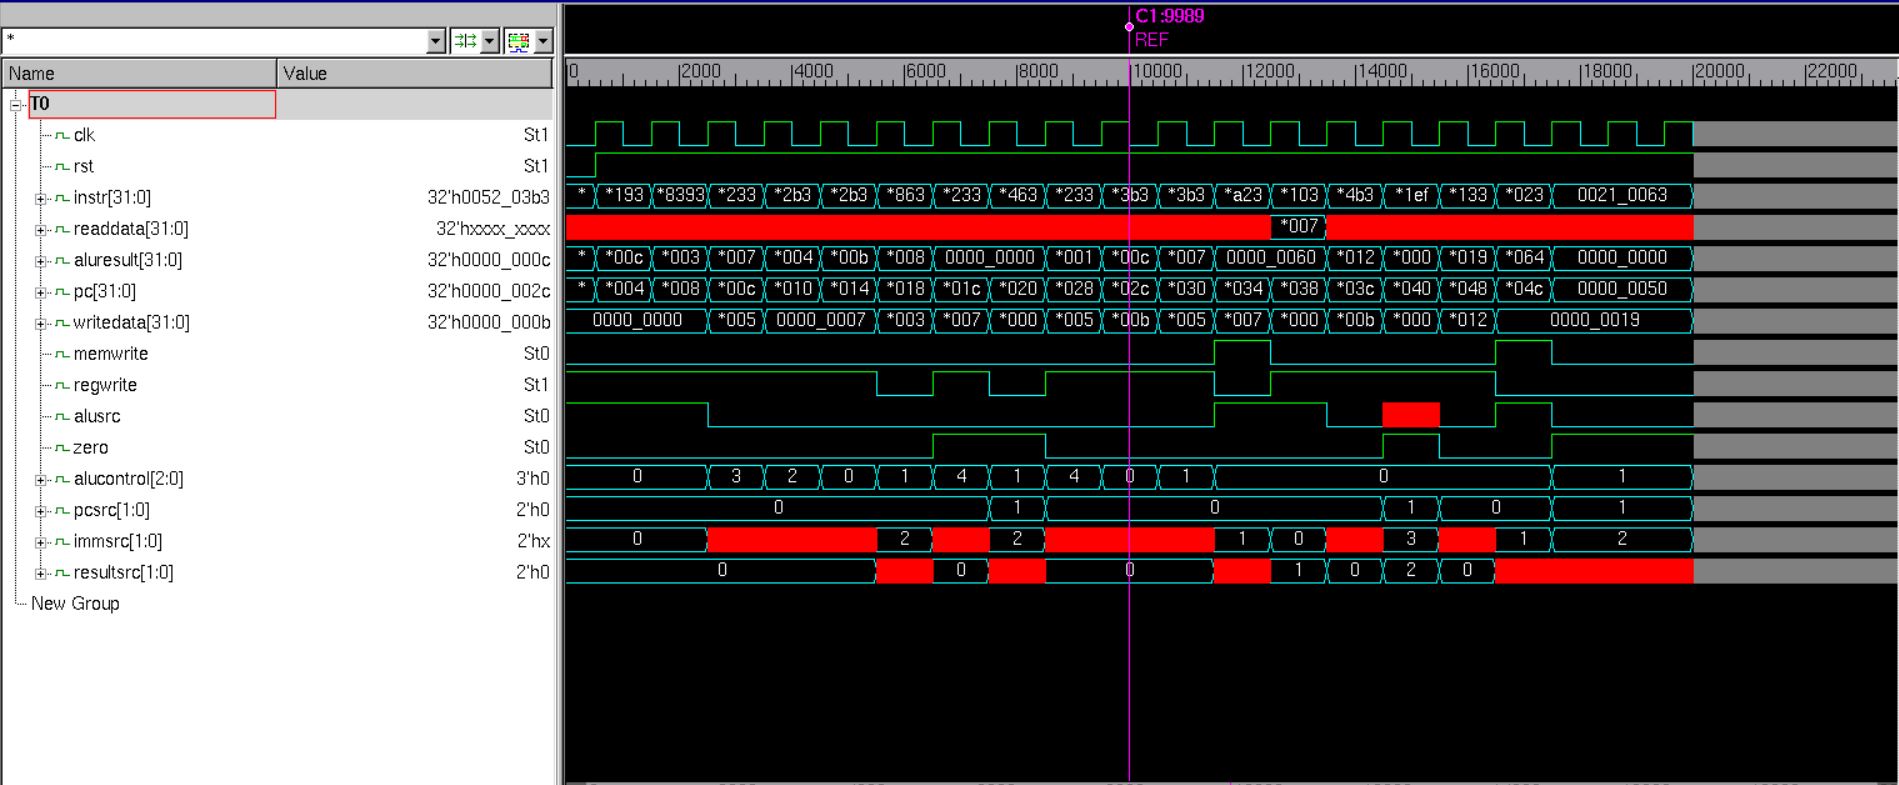 C1:9989
REF
*
Name Value
0 2000 4000 6000 8000 10000 12000 14000 16000 18000 20000 22000
T0
clk St1
rst St1
instr[31:0] 32'h0052_03b3 * *193 *8393 *233 *2b3 *2b3 *863 *233 *463 *233 *3b3 *3b3 *a23 *103 *4b3 *1ef *133 *023 0021_0063
readdata[31:0] 32'hxxxx_xxxx *007
aluresult[31:0] 32'h0000_000c * *00c *003 *007 *004 *00b *008 0000_0000 *001 *00c *007 0000_0060 *012 *000 *019 *064 0000_0000
pc[31:0] 32'h0000_002c * *004 *008 *00c *010 *014 *018 *01c *020 *028 *02c *030 *034 *038 *03c *040 *048 *04c 0000_0050
writedata[31:0] 32'h0000_000b 0000_0000 *005 0000_0007 *003 *007 *000 *005 *00b *005 *007 *000 *00b *000 *012 0000_0019
memwrite St0
regwrite St1
alusrc St0
zero St0
alucontrol[2:0] 3'h0 0 3 2 0 1 4 1 4 0 1 0 1
pcsrc[1:0] 2'h0 0 1 0 1 0 1
immsrc[1:0] 2'hx 0 2 2 1 0 3 1 2
resultsrc[1:0] 2'h0 0 0 0 1 0 2 0
New Group